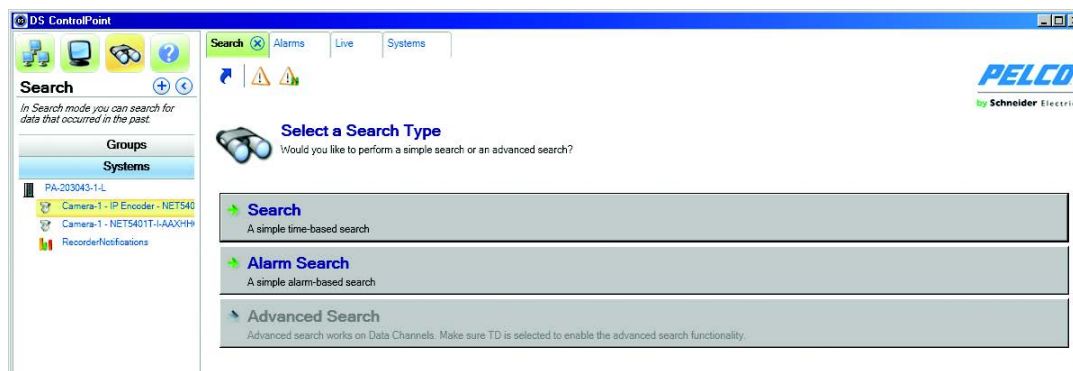 DS ControlPoint
Search
In Search mode you can search for
data that occurred in the past.
Groups
Systems
PA-203043-1-L
Camera-1 - IP Encoder - NET540
Camera-1 - NET5401T-I-AAXHH
RecorderNotifications
Search Alarms Live Systems
PELCO
by Schneider Electric
Select a Search Type
Would you like to perform a simple search or an advanced search?
Search
A simple time-based search
Alarm Search
A simple alarm-based search
Advanced Search
Advanced search works on Data Channels. Make sure TD is selected to enable the advanced search functionality.